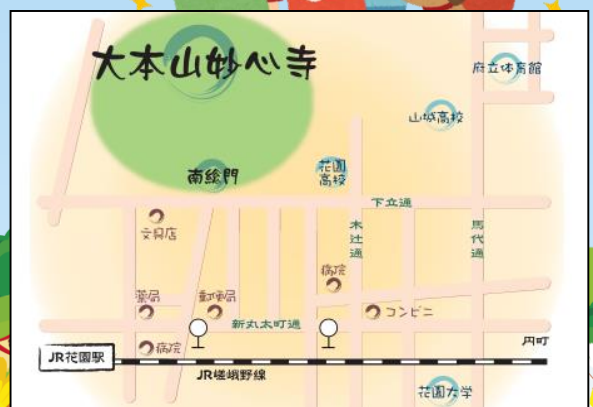 大本山妙心寺
府立体育館
山城高校
南総門
花園
高校
下立通
文具店
木辻通
馬代通
病院
薬局
郵便局
コンビニ
新丸太町通
円町
病院
JR花園駅
JR嵯峨野線
花園大学